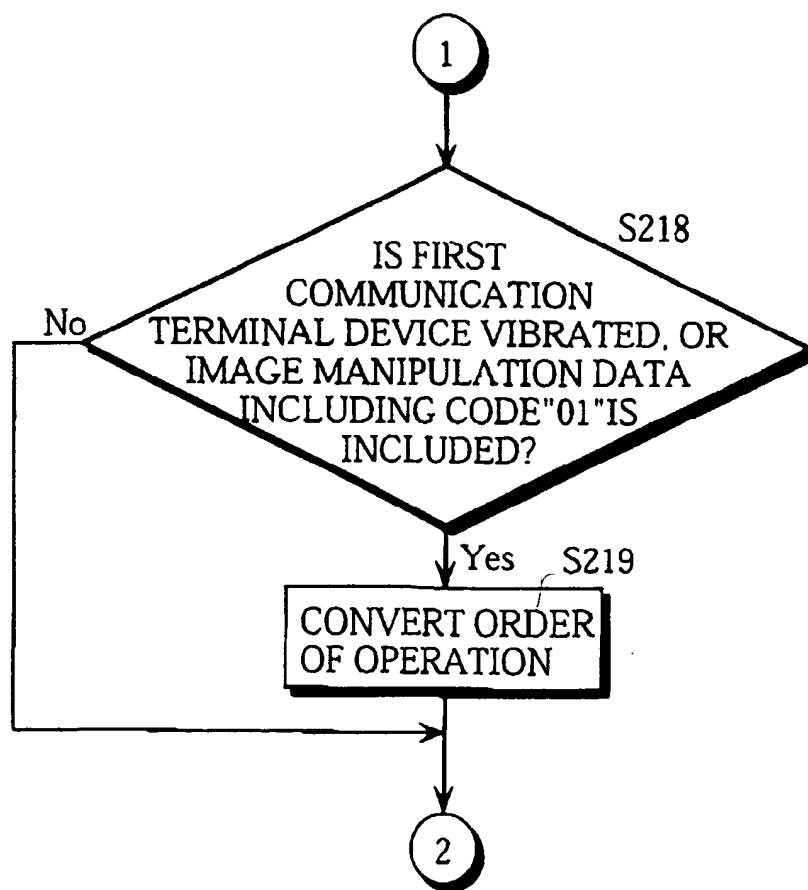 1
S218
IS FIRST
COMMUNICATION
No
TERMINAL DEVICE VIBRATED, OR
IMAGE MANIPULATION DATA
INCLUDING CODE"01"IS
INCLUDED?
Yes
S219
CONVERT ORDER
OF OPERATION
2